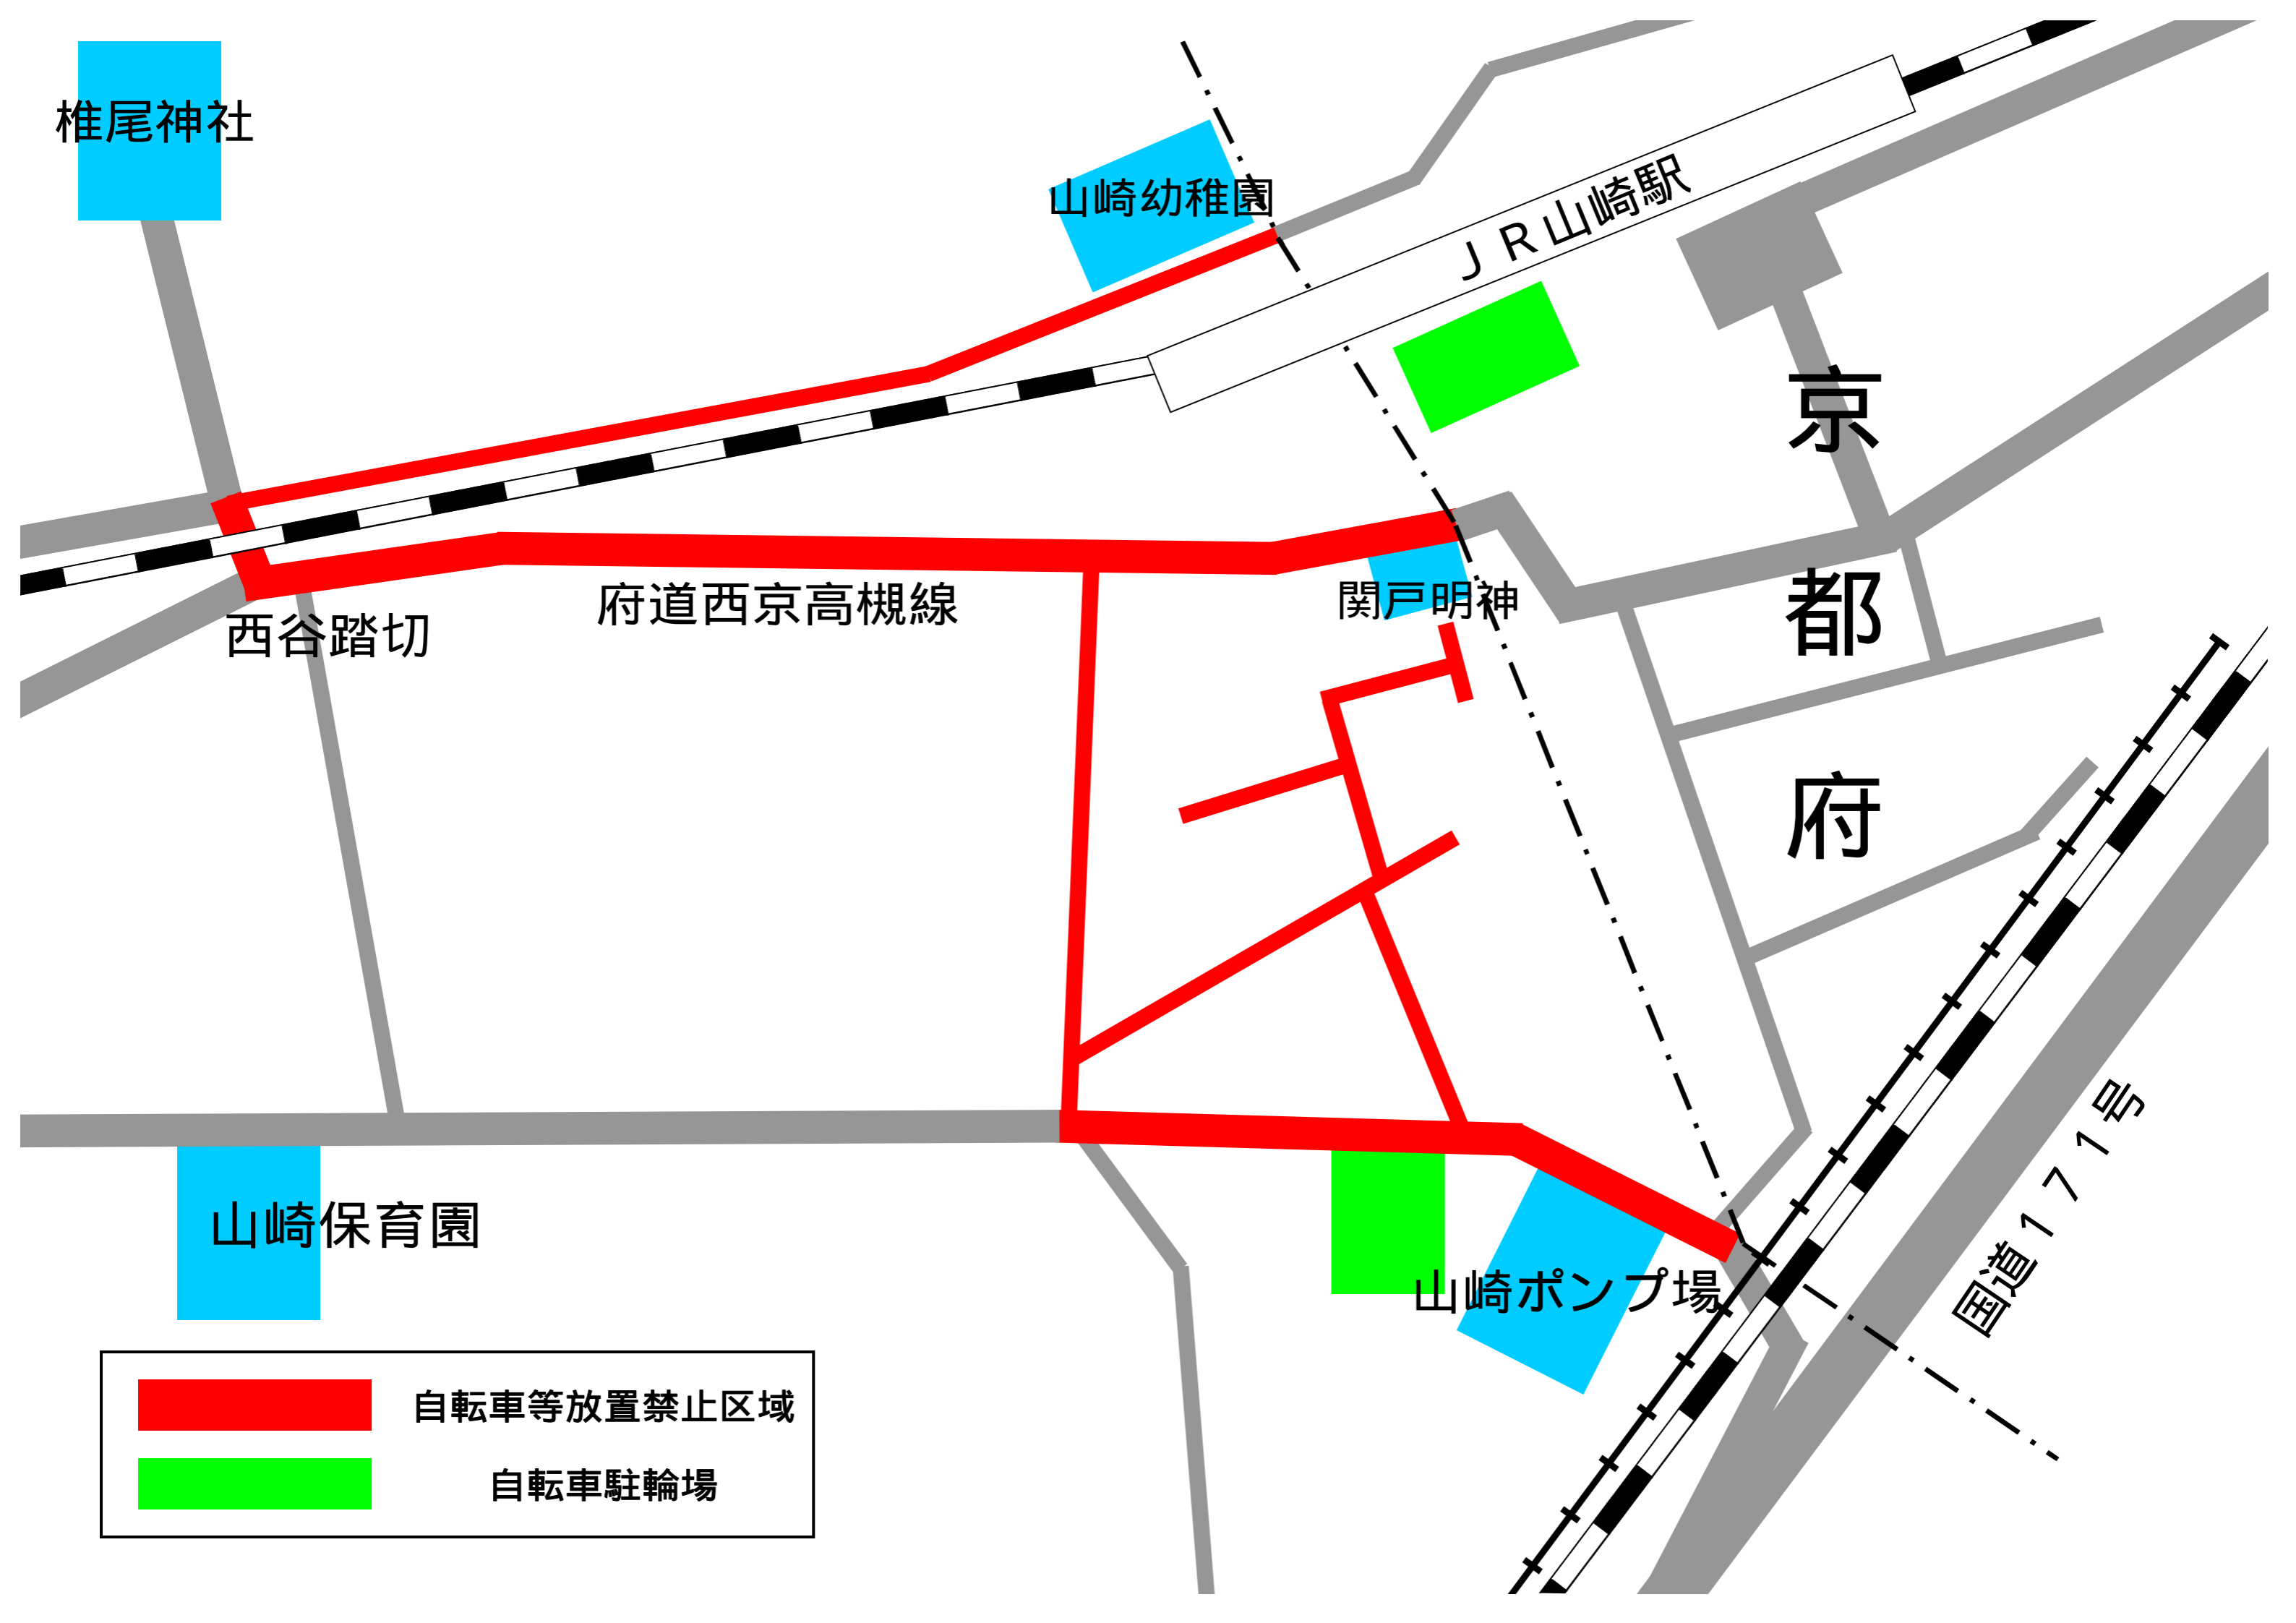 椎尾神社
山崎幼稚園
ＪＲ山崎駅
京都府
関戸明神
府道西京高槻線
西谷踏切
国道１７１号
山崎保育園
山崎ポンプ場
自転車等放置禁止区域
自転車駐輪場